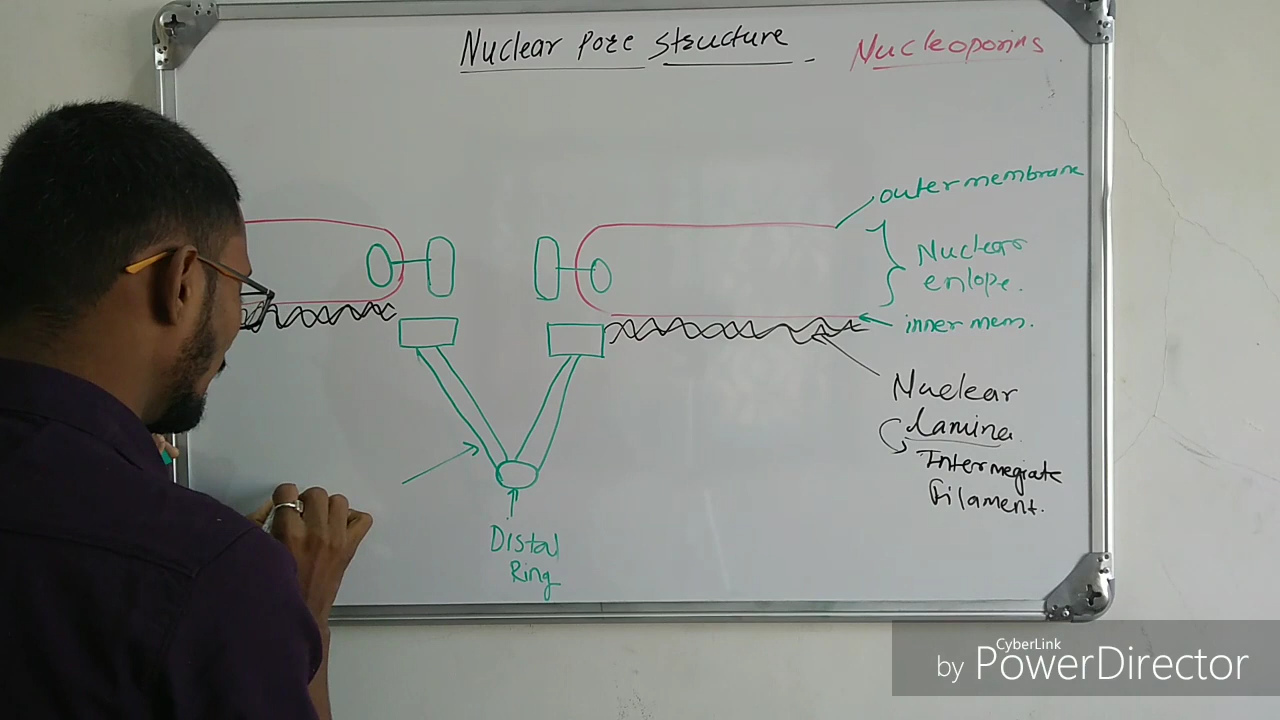 Nuclear Pore structure. Nucleoporins
outer membrane
Nuclear
enlope.
inner mem.
Nuclear
Lamina
Intermegiate
Filament.
Distal
Ring
CyberLink
by PowerDirector